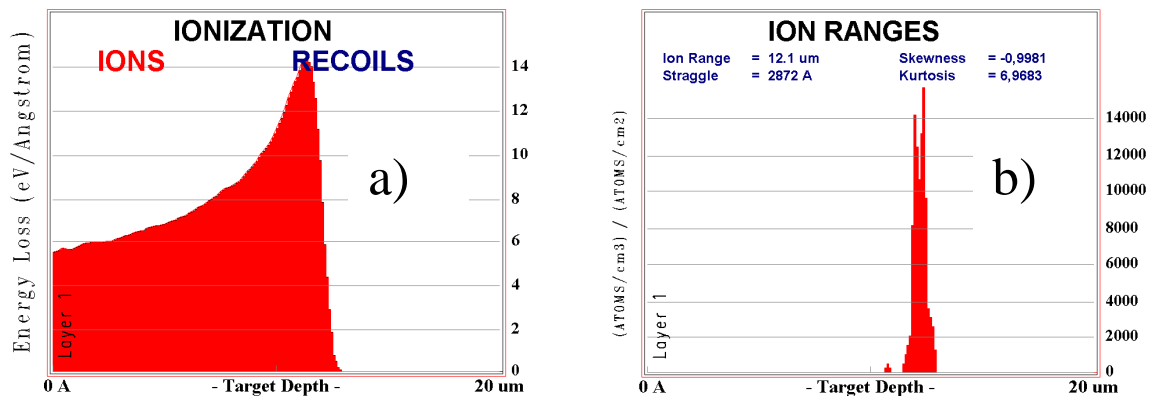 IONIZATION
IONS RECOILS
Energy Loss (eV/Angstrom)
14
12
10
8
6
4
2
0
a)
Layer 1
0 A - Target Depth - 20 um
ION RANGES
Ion Range = 12.1 um Skewness = -0,9981
Straggle = 2872 A Kurtosis = 6,9683
(ATOMS/cm3) / (ATOMS/cm2)
14000
12000
10000
8000
6000
4000
2000
0
b)
Layer 1
0 A - Target Depth - 20 um